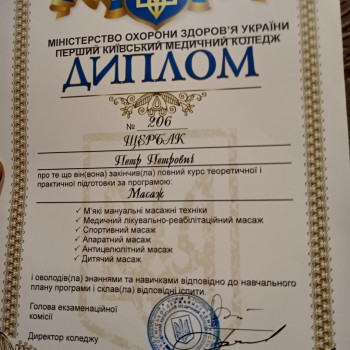 МІНІСТЕРСТВО ОХОРОНИ ЗДОРОВ'Я УКРАЇНИ
ПЕРШИЙ КИЇВСЬКИЙ МЕДИЧНИЙ КОЛЕДЖ
ДИПЛОМ
№ 206
ЩЕРБАК
Петр Петрович
про те що він(вона) закінчив(ла) повний курс теоретичної і
практичної підготовки за програмою:
Масаж
✓ М'які мануальні масажні техніки
✓ Медичний лікувально-реабілітаційний масаж
✓ Спортивний масаж
✓ Апаратний масаж
✓ Антицелюлітний масаж
✓ Дитячий масаж
і оволодів(ла) знаннями та навичками відповідно до навчального
плану програми і склав(ла) відповідні іспити.
Голова екзаменаційної
комісії
Директор коледжу